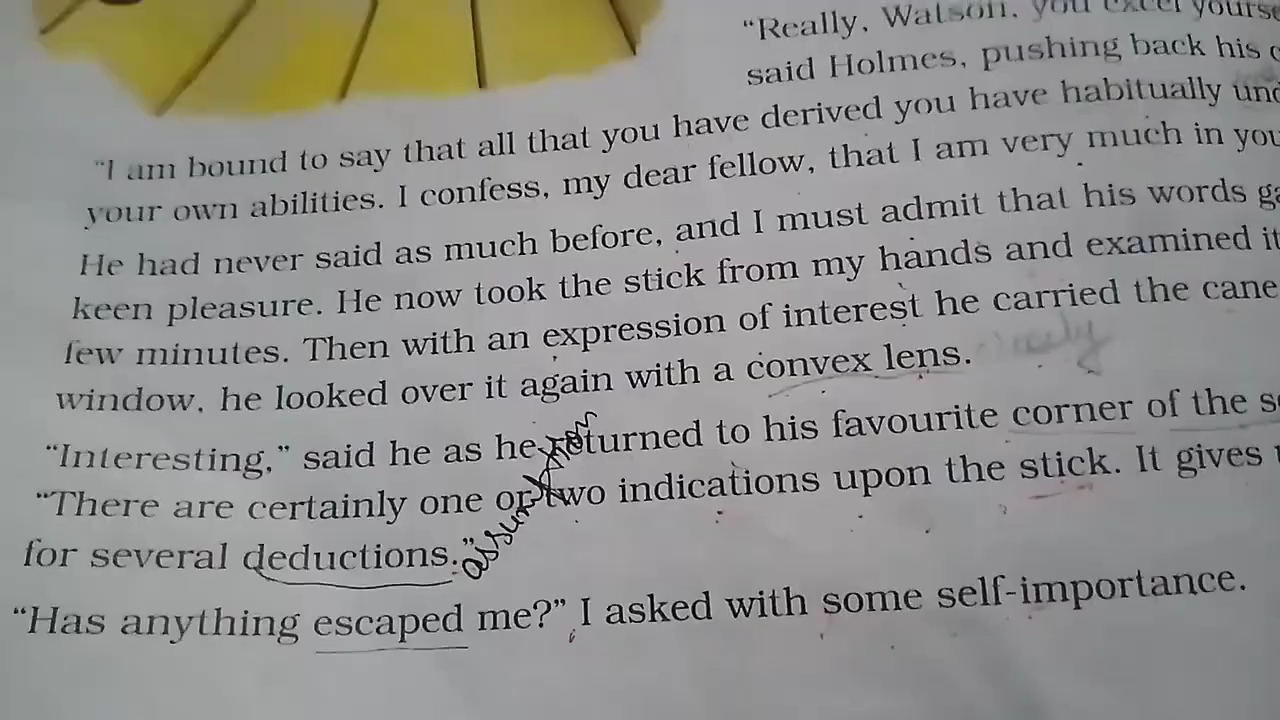 “Really, Watson, you excel
said Holmes, pushing back his
“I am bound to say that all that you have derived you have habitually
your own abilities. I confess, my dear fellow, that I am very much in
He had never said as much before, and I must admit that his words
keen pleasure. He now took the stick from my hands and examined it
few minutes. Then with an expression of interest he carried the cane
window, he looked over it again with a convex lens.
“Interesting,” said he as he returned to his favourite corner of the
“There are certainly one or two indications upon the stick. It gives
for several deductions.”
“Has anything escaped me?” I asked with some self-importance.